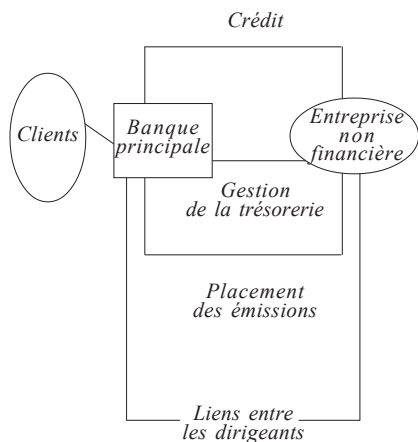 Crédit
Clients
Banque
principale
Entreprise
non
financière
Gestion
de la trésorerie
Placement
des émissions
Liens entre
les dirigeants